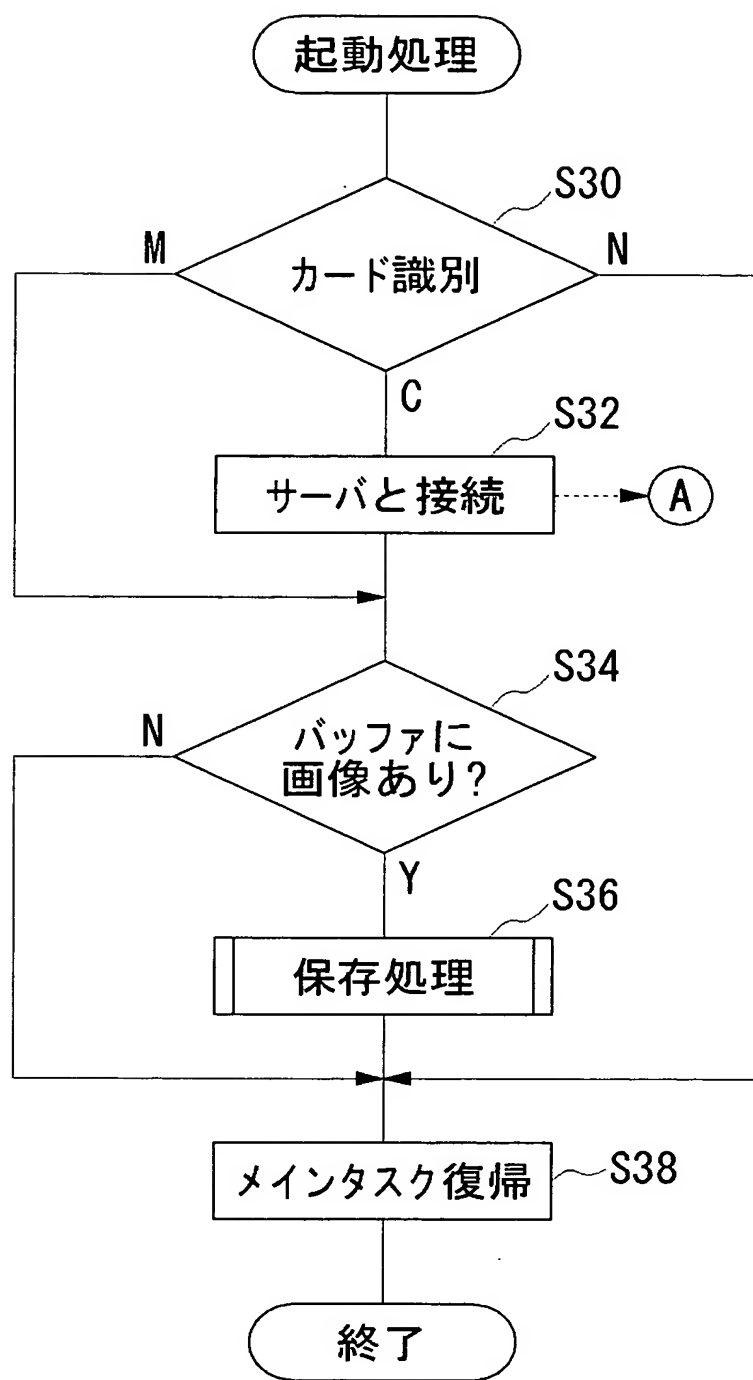 起動処理
S30
M
カード識別
N
C
S32
サーバと接続
A
S34
N
バッファに
画像あり?
Y
S36
保存処理
メインタスク復帰
S38
終了